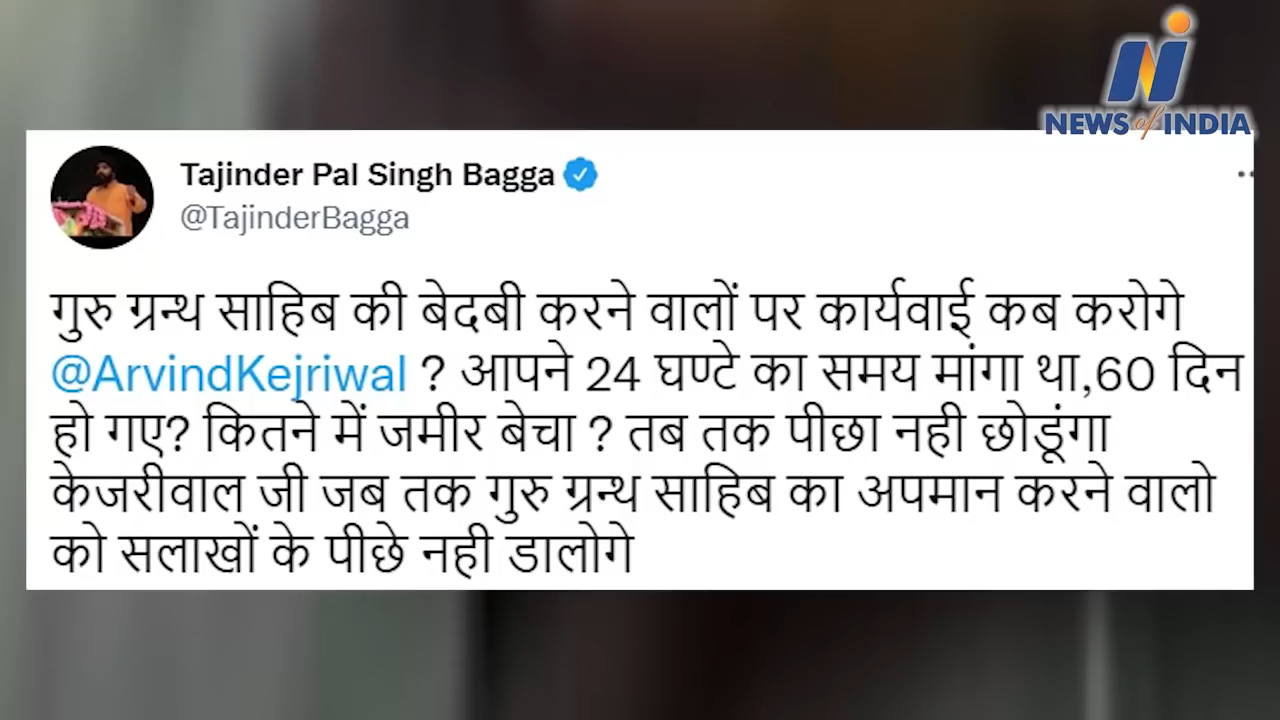 NEWS of INDIA
Tajinder Pal Singh Bagga
@TajinderBagga
गुरु ग्रन्थ साहिब की बेदबी करने वालों पर कार्यवाई कब करोगे
@ArvindKejriwal ? आपने 24 घण्टे का समय मांगा था,60 दिन
हो गए? कितने में जमीर बेचा ? तब तक पीछा नही छोडूंगा
केजरीवाल जी जब तक गुरु ग्रन्थ साहिब का अपमान करने वालो
को सलाखों के पीछे नही डालोगे